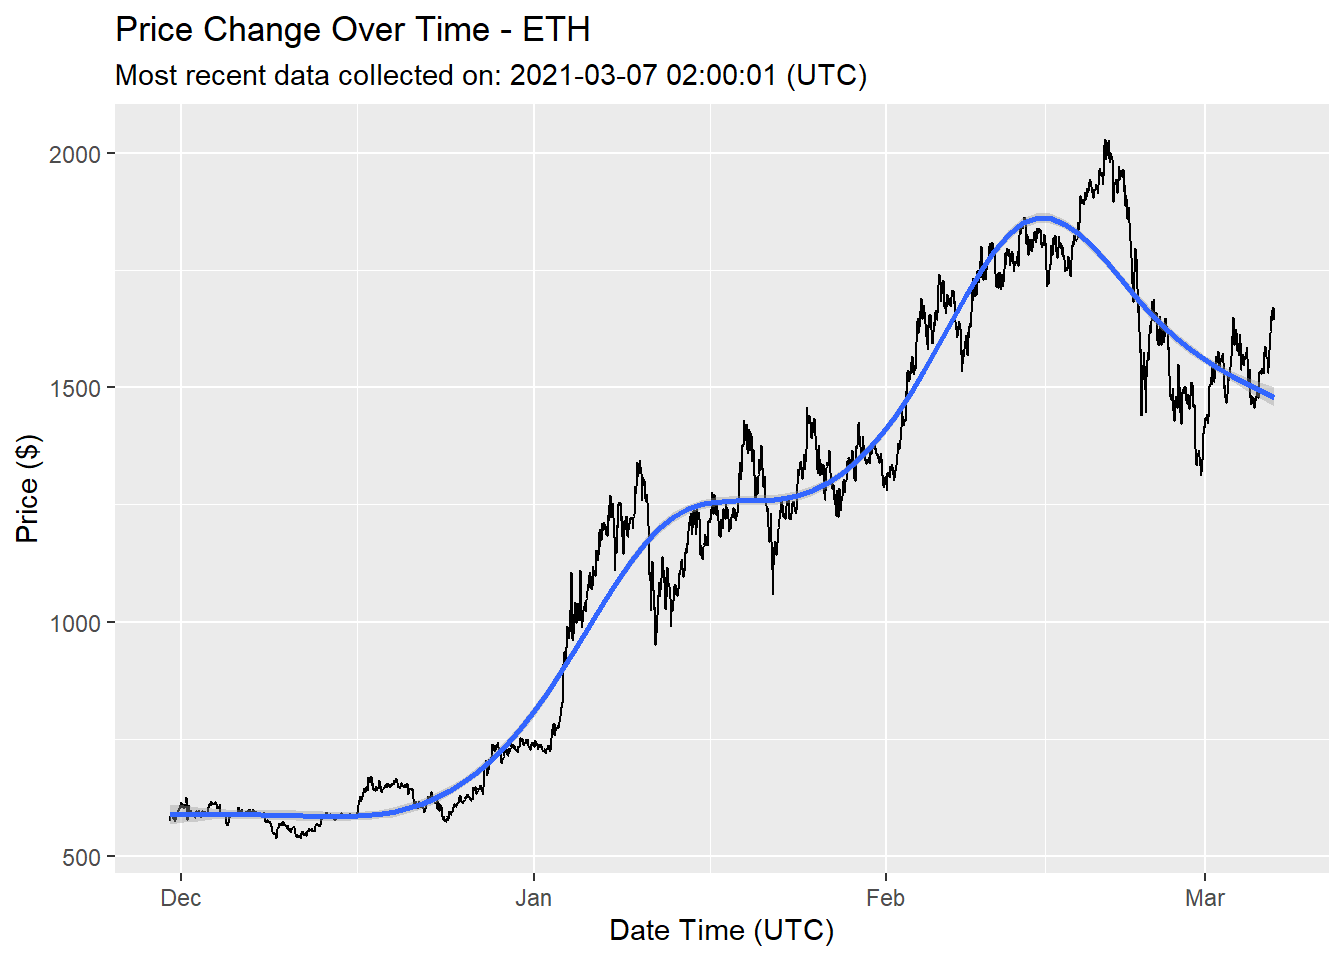 Price Change Over Time - ETH
Most recent data collected on: 2021-03-07 02:00:01 (UTC)
2000
1500
1000
500
Price ($)
Dec Jan Feb Mar
Date Time (UTC)